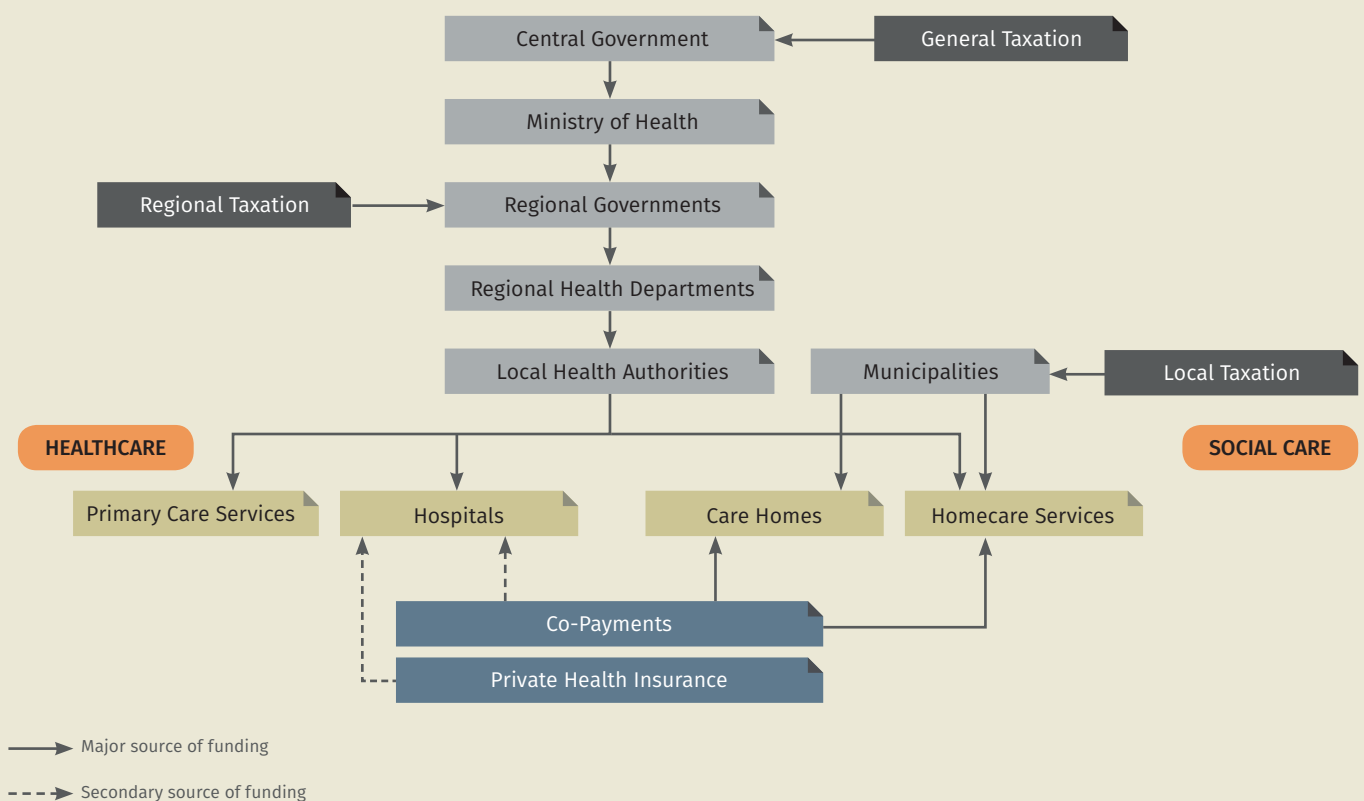 Central Government
General Taxation
Ministry of Health
Regional Taxation
Regional Governments
Regional Health Departments
Local Health Authorities
Municipalities
Local Taxation
HEALTHCARE
SOCIAL CARE
Primary Care Services
Hospitals
Care Homes
Homecare Services
Co-Payments
Private Health Insurance
Major source of funding
Secondary source of funding